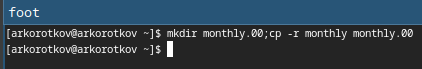 foot
[arkorotkov@arkorotkov ~]$ mkdir monthly.00;cp -r monthly monthly.00
[arkorotkov@arkorotkov ~]$